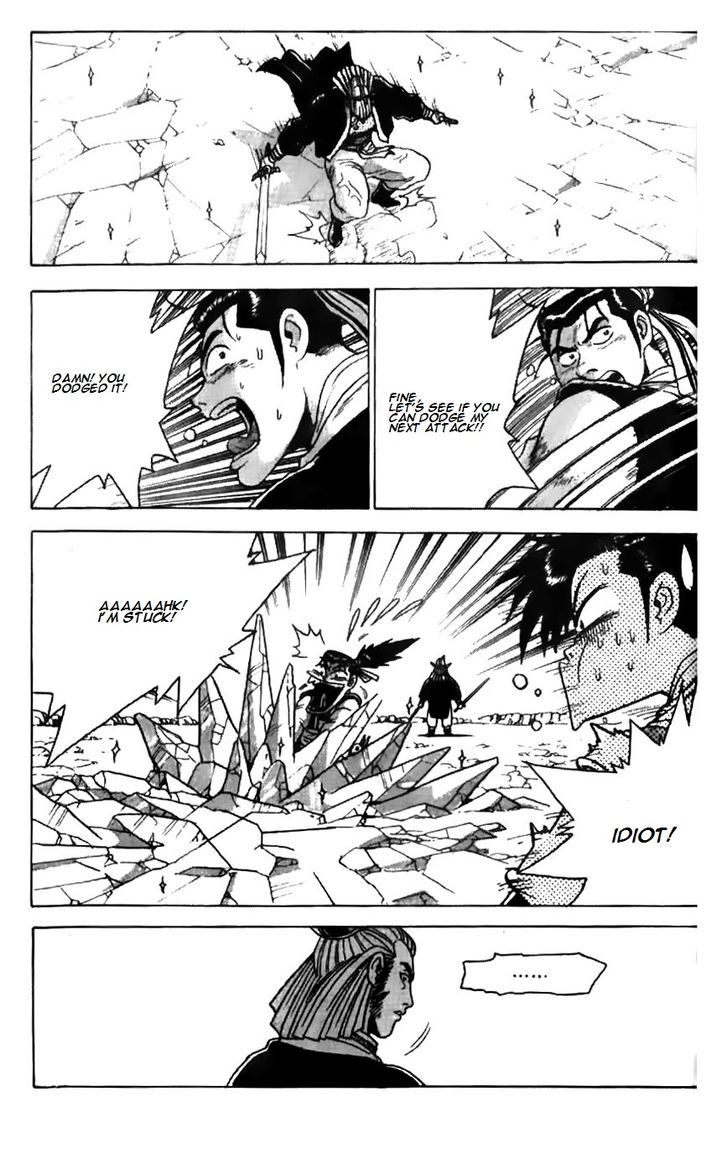 DAMN! YOU
DODGED IT!
FINE,
LET'S SEE IF YOU
CAN DODGE MY
NEXT ATTACK!!
AAAAAAHK!
I'M STUCK!
IDIOT!
......